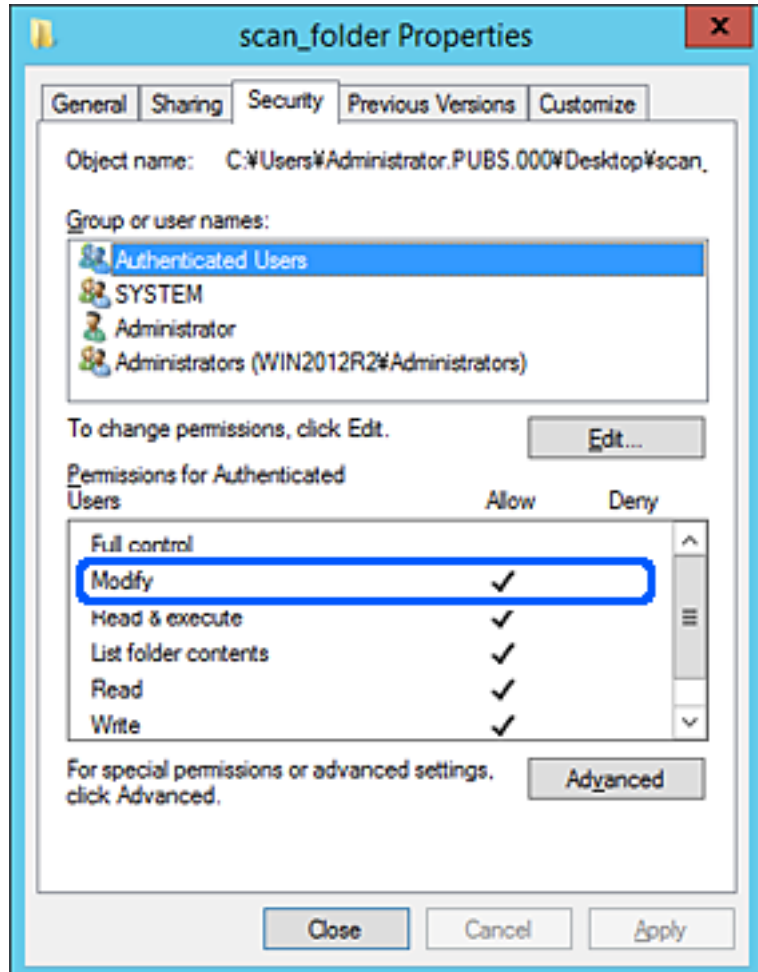 scan_folder Properties
x
General Sharing Security Previous Versions Customize
Object name: C:¥Users¥Administrator.PUBS.000¥Desktop¥scan_
Group or user names:
Authenticated Users
SYSTEM
Administrator
Administrators (WIN2012R2¥Administrators)
To change permissions, click Edit.
Edit...
Permissions for Authenticated
Users Allow Deny
Full control
Modify
Read & execute
List folder contents
Read
Write
For special permissions or advanced settings,
click Advanced.
Advanced
Close Cancel Apply